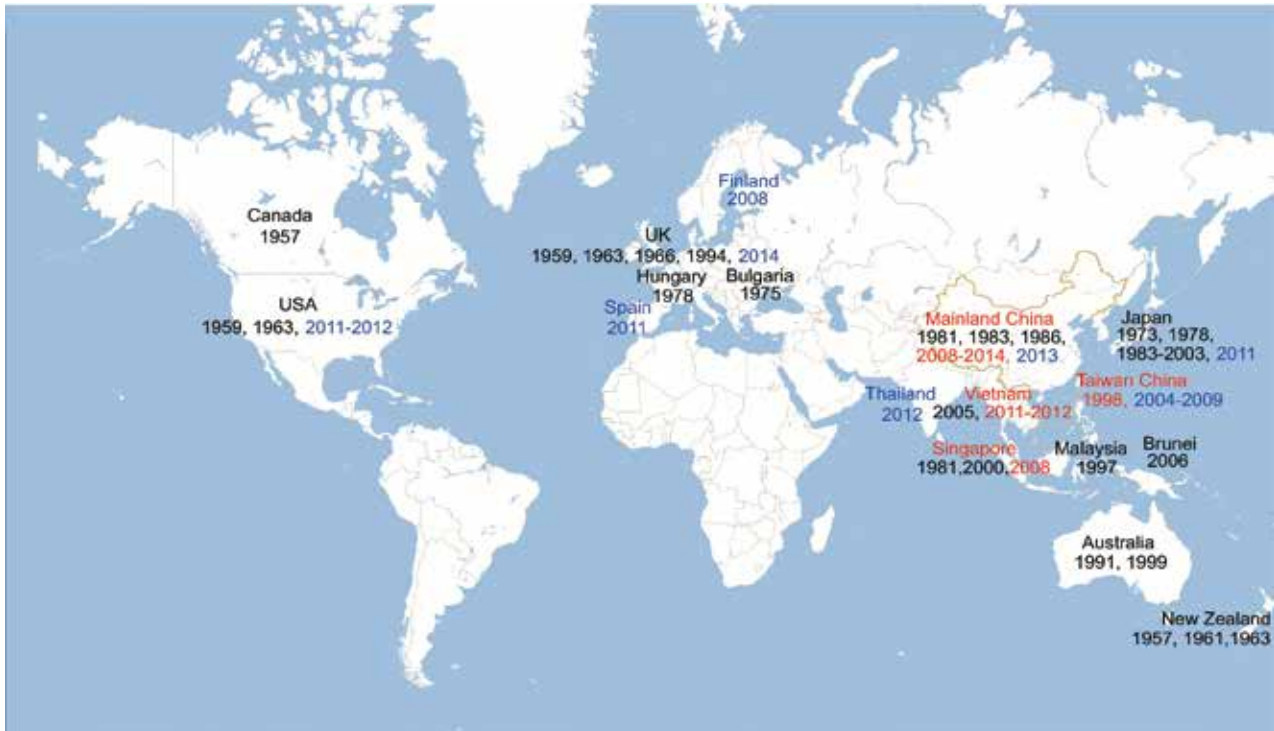 Finland
2008
Canada
1957
UK
1959, 1963, 1966, 1994, 2014
Hungary
1978
Bulgaria
1975
USA
1959, 1963, 2011-2012
Spain
2011
Mainland China
1981, 1983, 1986,
2008-2014, 2013
Japan
1973, 1978,
1983-2003, 2011
Thailand
2012
Vietnam
2005, 2011-2012
Taiwan China
1998, 2004-2009
Singapore
1981,2000,2008
Malaysia
1997
Brunei
2006
Australia
1991, 1999
New Zealand
1957, 1961,1963